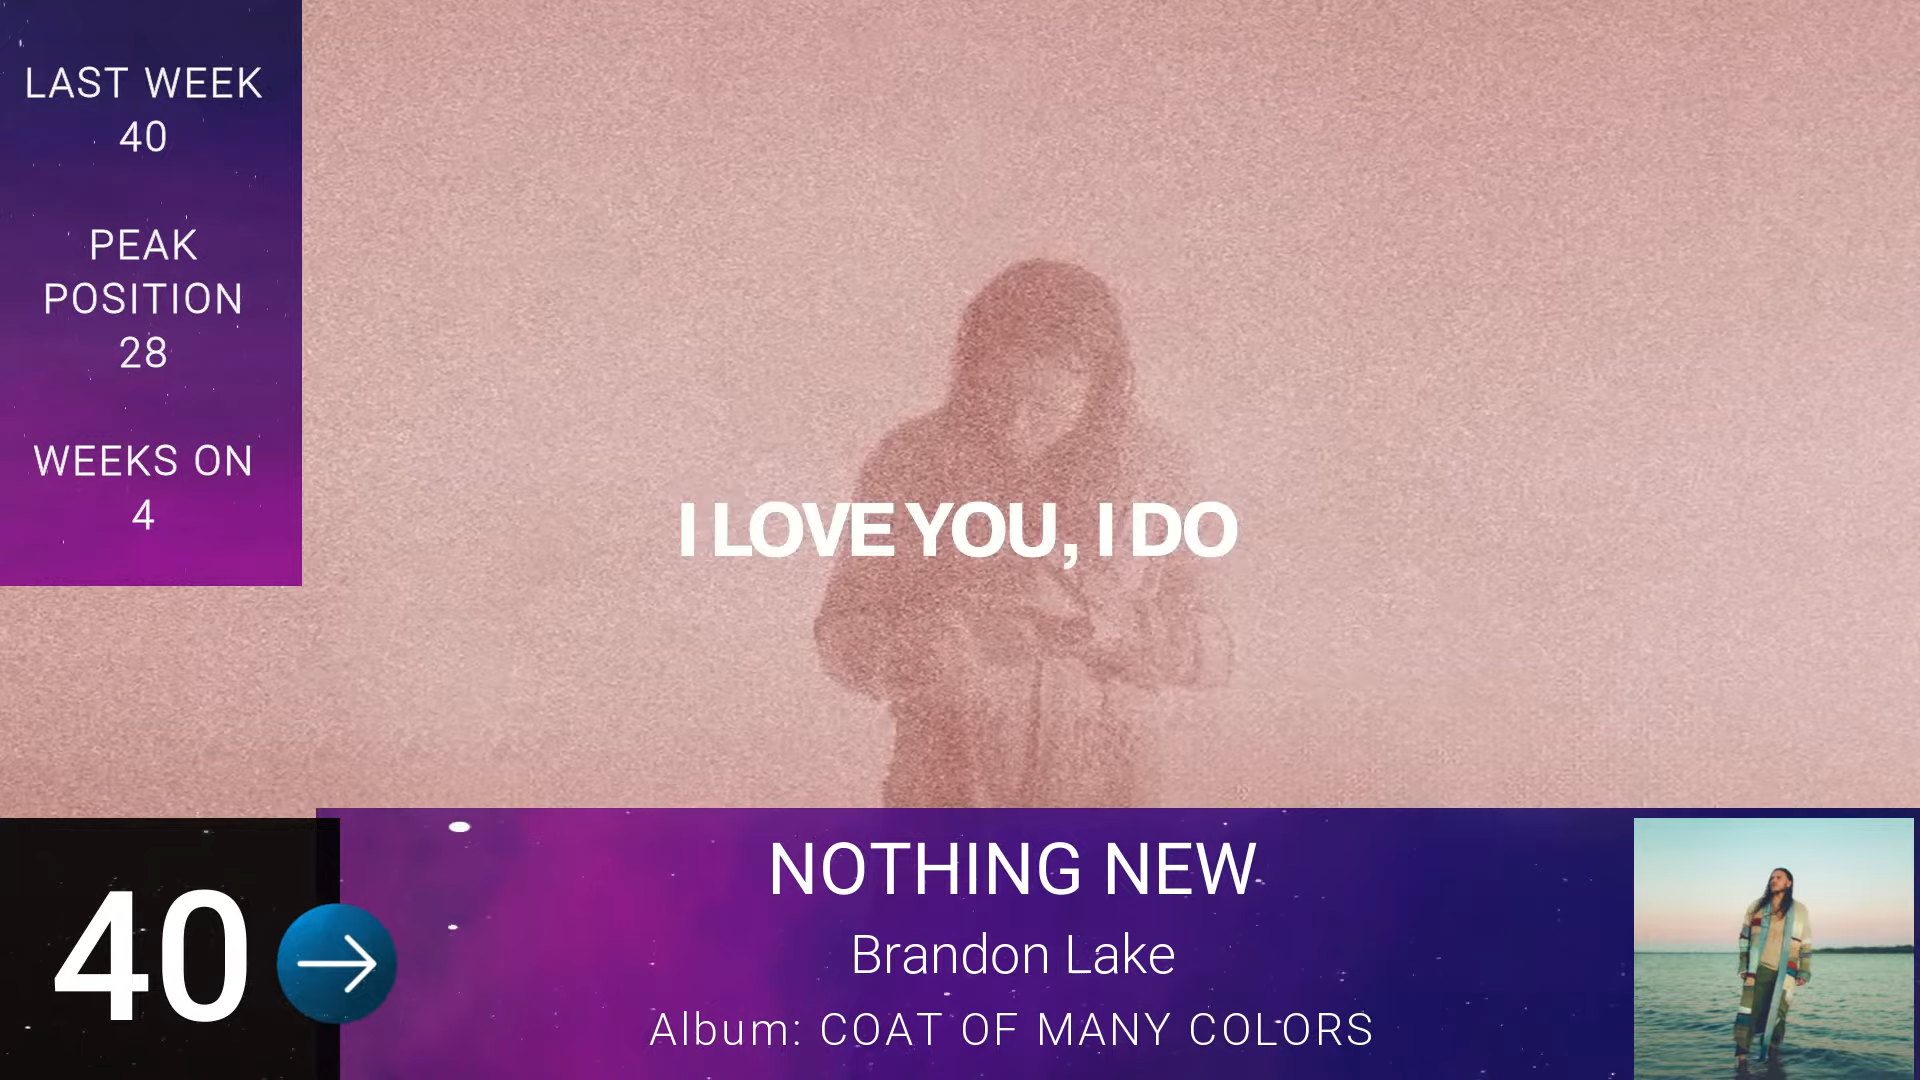 LAST WEEK
40
PEAK
POSITION
28
WEEKS ON
4
I LOVE YOU, I DO
40
NOTHING NEW
Brandon Lake
Album: COAT OF MANY COLORS